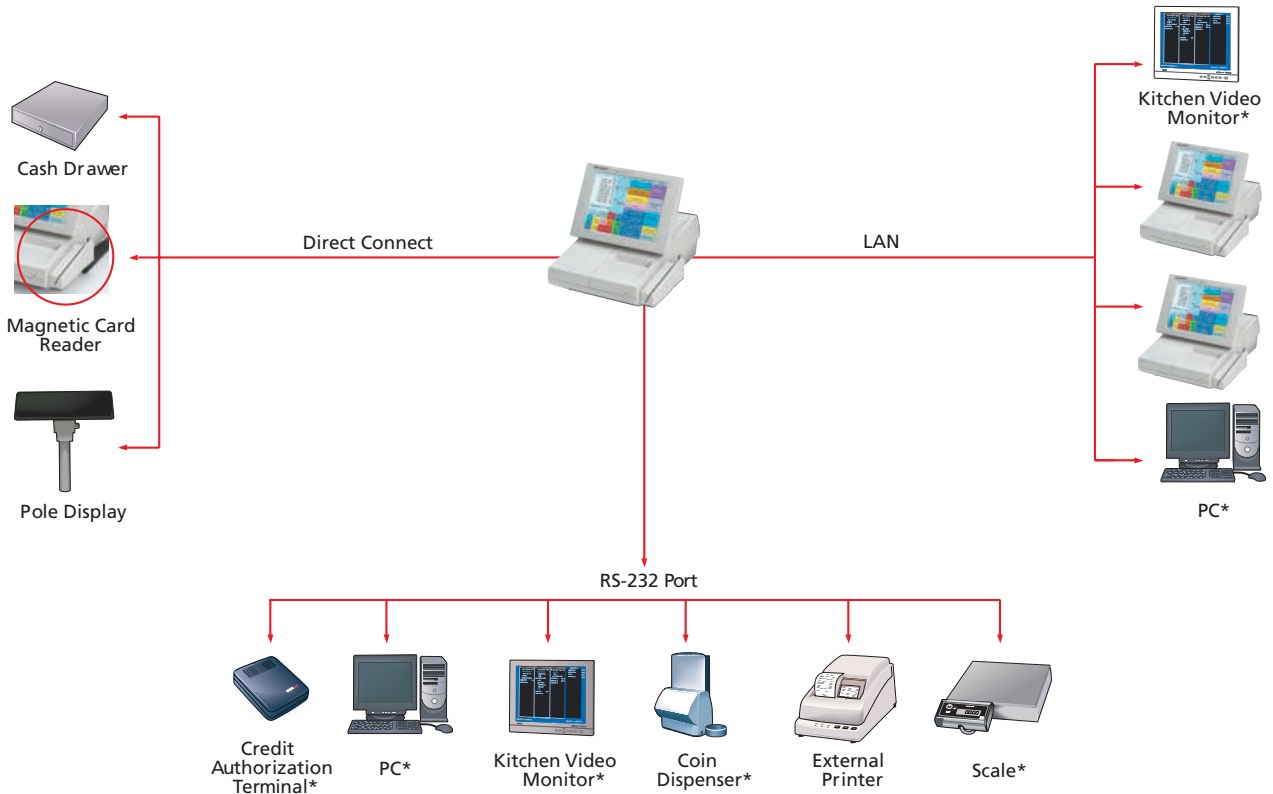 Kitchen Video
Monitor*
Cash Drawer
Direct Connect
LAN
Magnetic Card
Reader
Pole Display
PC*
RS-232 Port
Credit
Authorization
Terminal*
PC*
Kitchen Video
Monitor*
Coin
Dispenser*
External
Printer
Scale*